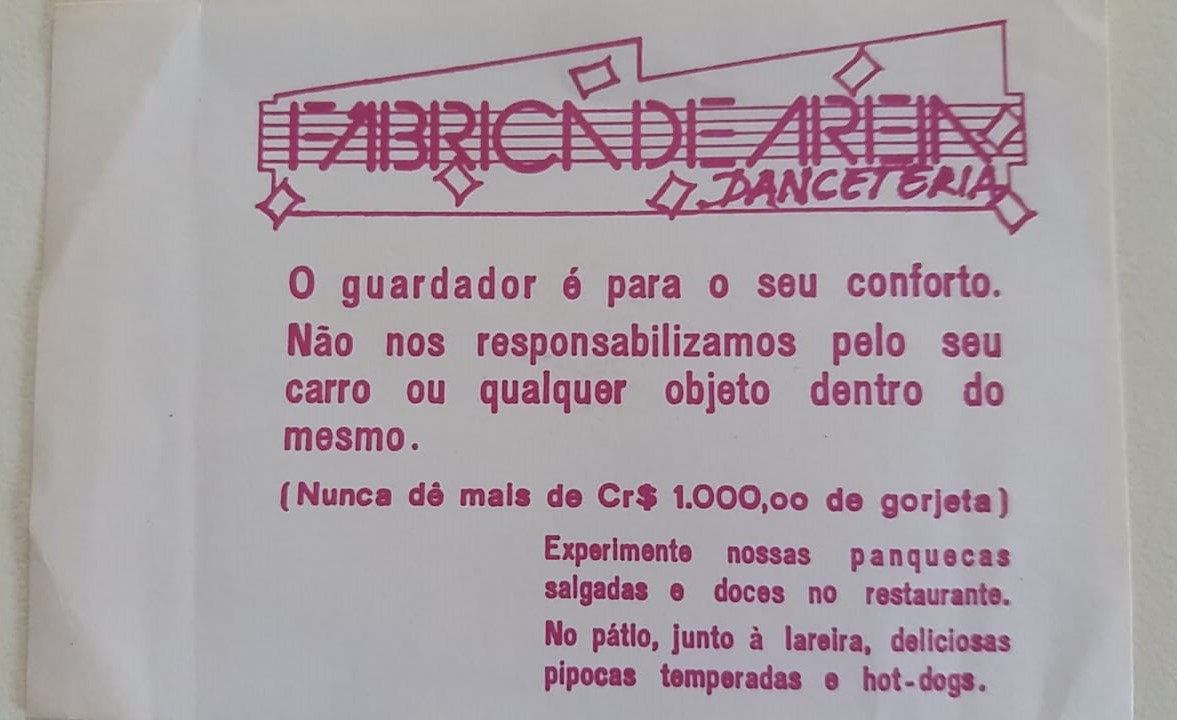 FABRICA DE AREIA
DANCETERIA
O guardador é para o seu conforto.
Não nos responsabilizamos pelo seu
carro ou qualquer objeto dentro do
mesmo.
(Nunca dê mais de Cr$ 1.000,oo de gorjeta)
Experimente nossas panquecas
salgadas e doces no restaurante.
No pátio, junto à lareira, deliciosas
pipocas temperadas e hot-dogs.